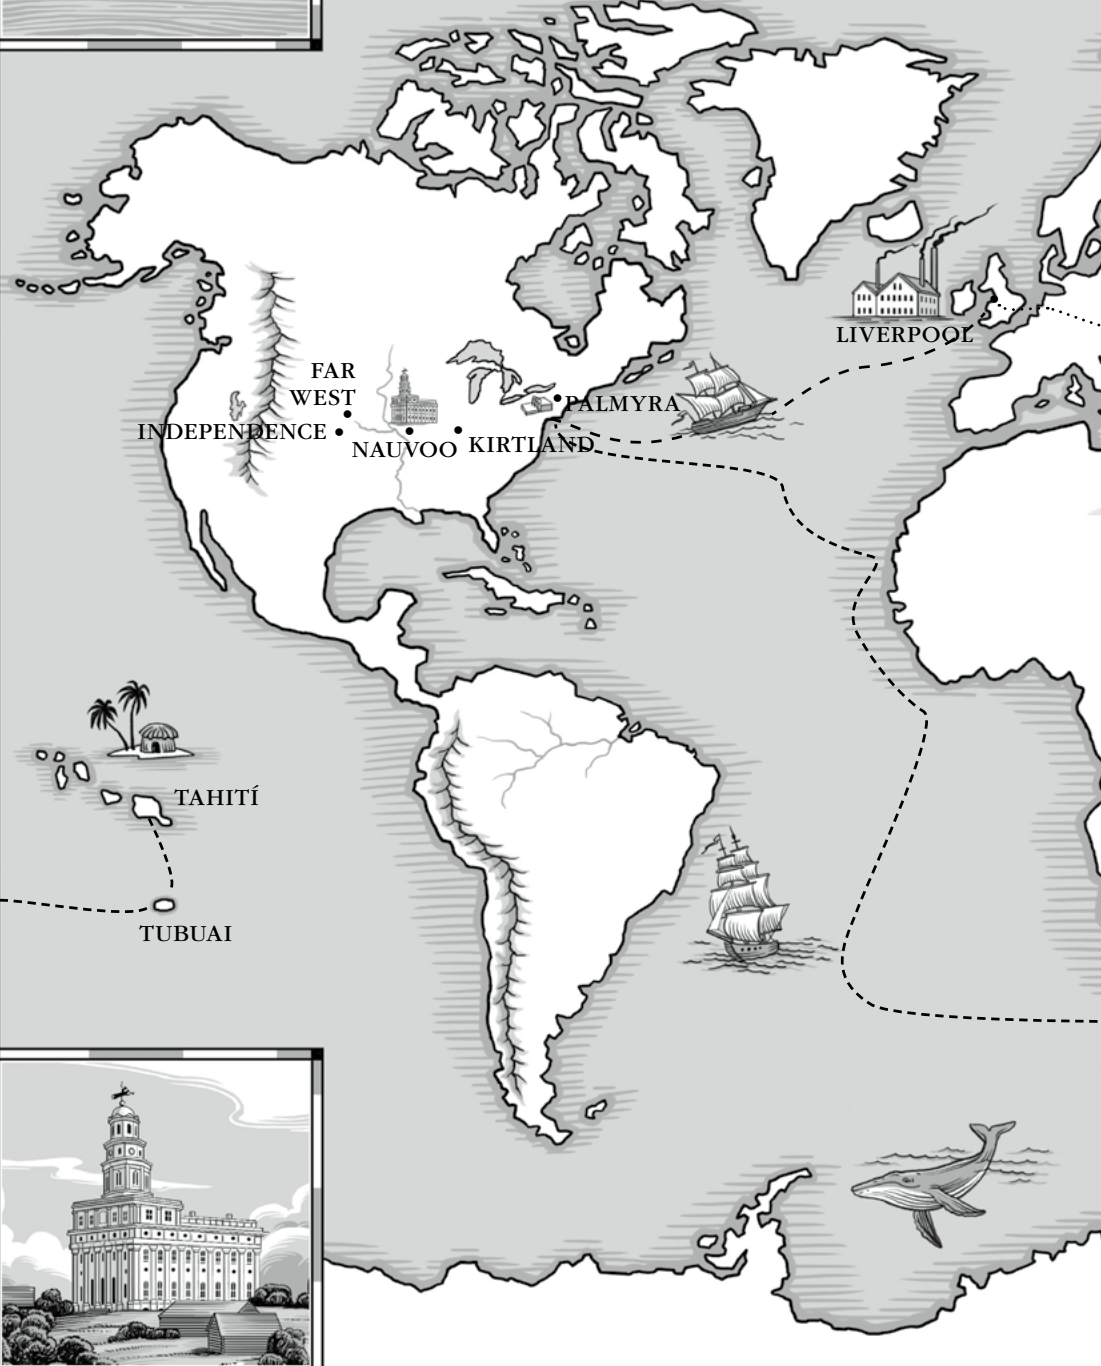 LIVERPOOL
FAR
WEST
PALMYRA
INDEPENDENCE
NAUVOO
KIRTLAND
TAHITÍ
TUBUAI